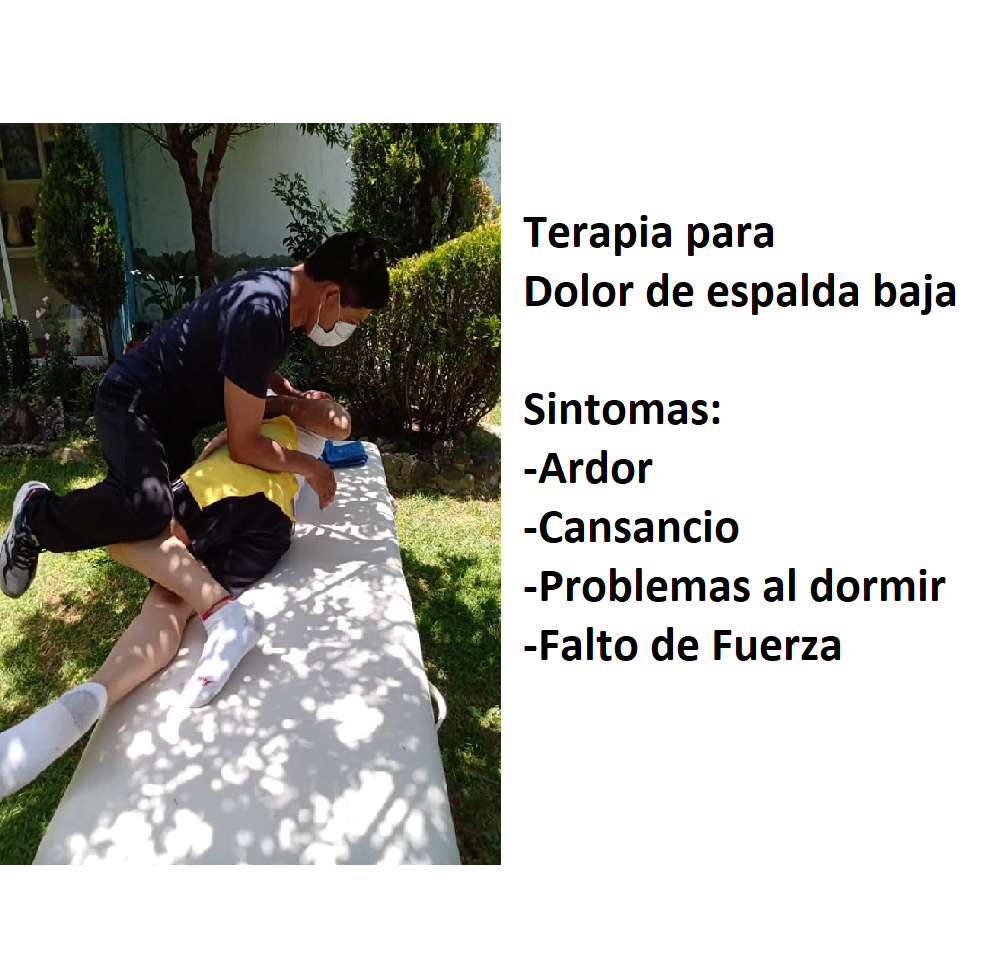 Terapia para
Dolor de espalda baja
Sintomas:
-Ardor
-Cansancio
-Problemas al dormir
-Falto de Fuerza